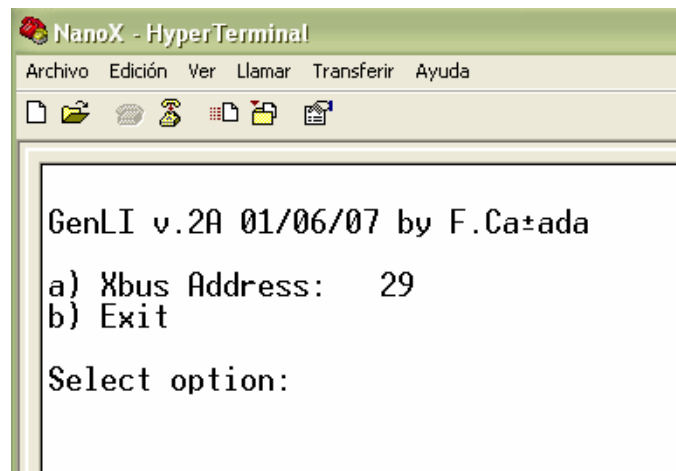 NanoX - HyperTerminal
Archivo Edición Ver Llamar Transferir Ayuda
GenLI v.2A 01/06/07 by F.Ca±ada
a) Xbus Address: 29
b) Exit
Select option: